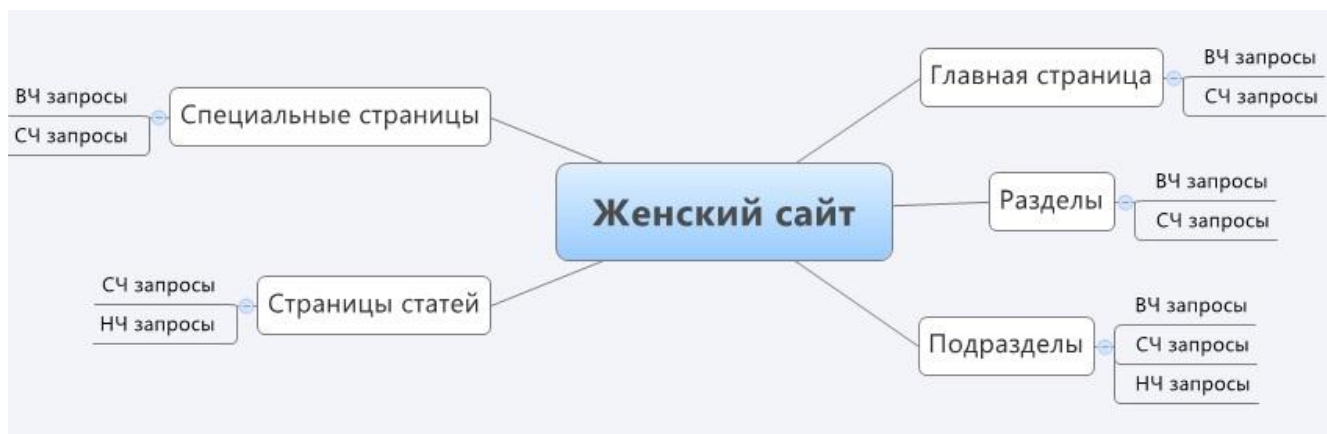 Женский сайт
Главная страница
ВЧ запросы
СЧ запросы
Разделы
ВЧ запросы
СЧ запросы
Подразделы
ВЧ запросы
СЧ запросы
НЧ запросы
Специальные страницы
ВЧ запросы
СЧ запросы
Страницы статей
СЧ запросы
НЧ запросы